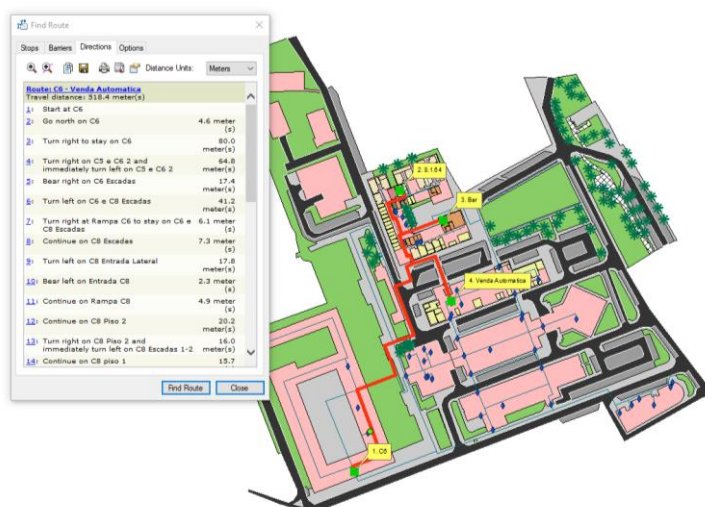 Find Route
Stops Barriers Directions Options
Distance Units: Meters
Route: C6 - Venda Automatica
Travel distance: 518.4 meter(s)
1: Start at C6
2: Go north on C6 4.6 meter
(s)
3: Turn right to stay on C6 80.0
meter(s)
4: Turn right on C5 e C6 2 and 64.8
immediately turn left on C5 e C6 2 meter(s)
5: Bear right on C6 Escadas 17.4
meter(s)
6: Turn left on C6 e C8 Escadas 41.2
meter(s)
7: Turn right at Rampa C6 to stay on C6 e 6.1 meter
C8 Escadas (s)
8: Continue on C8 Escadas 7.3 meter
(s)
9: Turn left on C8 Entrada Lateral 17.8
meter(s)
10: Bear left on Entrada C8 2.3 meter
(s)
11: Continue on Rampa C8 4.9 meter
(s)
12: Continue on C8 Piso 2 20.2
meter(s)
13: Turn right on C8 Piso 2 and 16.0
immediately turn left on C8 Escadas 1-2 meter(s)
14: Continue on C8 piso 1 15.7
Find Route Close
2. 8.1.54
3. Bar
4. Venda Automatica
1. C6